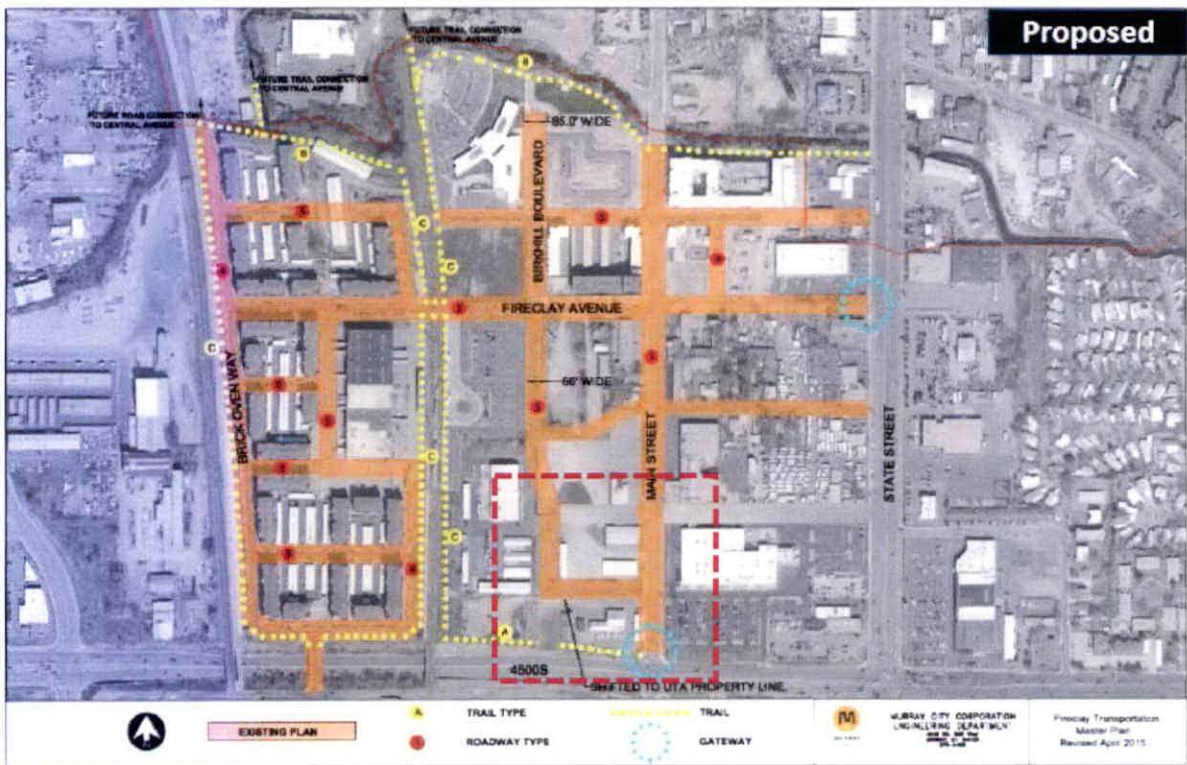 Proposed
FUTURE TRAIL CONNECTION
TO CENTRAL AVENUE
FUTURE TRAIL CONNECTION
TO CENTRAL AVENUE
FUTURE ROAD CONNECTION
TO CENTRAL AVENUE
B
85.0' WIDE
B
BIRKHILL BOULEVARD
C
C
FIRECLAY AVENUE
C
56' WIDE
BRICK OVEN WAY
MAIN STREET
STATE STREET
C
C
A
4500S
SHIFTED TO UTA PROPERTY LINE
EXISTING PLAN
A
TRAIL TYPE
TRAIL
ROADWAY TYPE
GATEWAY
M
MURRAY CITY CORPORATION
ENGINEERING DEPARTMENT
Fireclay Transportation
Master Plan
Revised April 2015